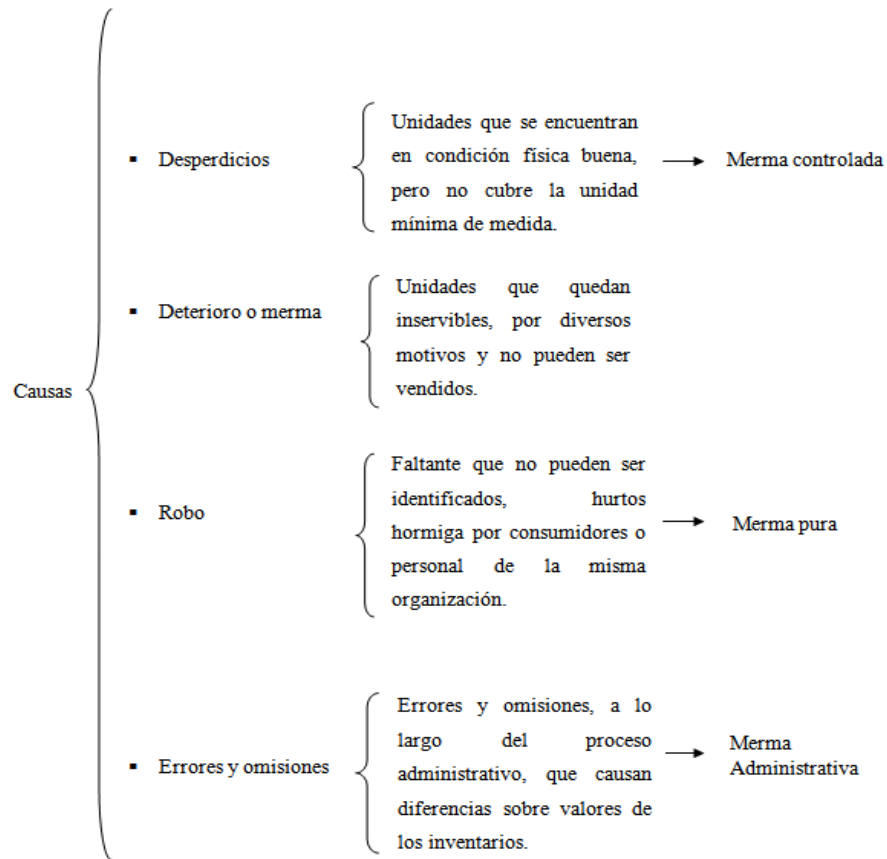 Unidades que se encuentran
en condición física buena,
pero no cubre la unidad
mínima de medida.
▪ Desperdicios
Merma controlada
Unidades que quedan
inservibles, por diversos
motivos y no pueden ser
vendidos.
▪ Deterioro o merma
Causas
Faltante que no pueden ser
identificados, hurtos
hormiga por consumidores o
personal de la misma
organización.
▪ Robo
Merma pura
Errores y omisiones, a lo
largo del proceso
administrativo, que causan
diferencias sobre valores de
los inventarios.
▪ Errores y omisiones
Merma
Administrativa